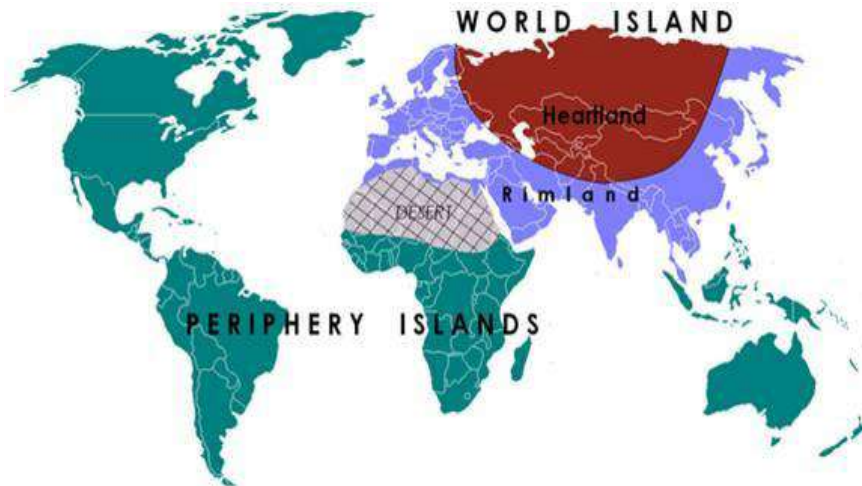 WORLD ISLAND
Heartland
Rimland
DESERT
PERIPHERY ISLANDS